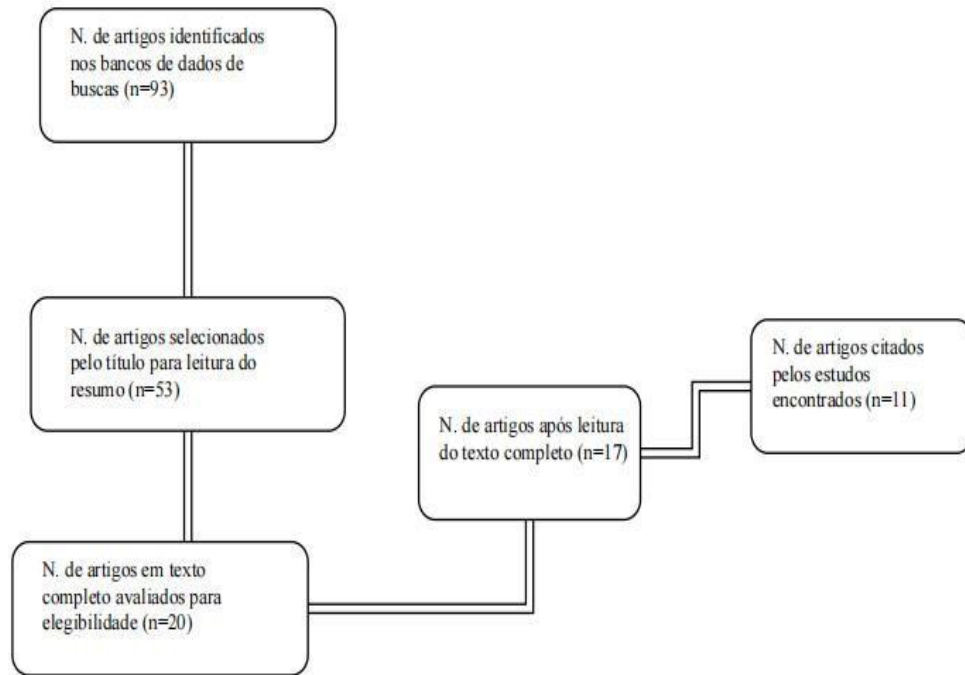 N. de artigos identificados
nos bancos de dados de
buscas (n=93)
N. de artigos selecionados
pelo título para leitura do
resumo (n=53)
N. de artigos em texto
completo avaliados para
elegibilidade (n=20)
N. de artigos após leitura
do texto completo (n=17)
N. de artigos citados
pelos estudos
encontrados (n=11)